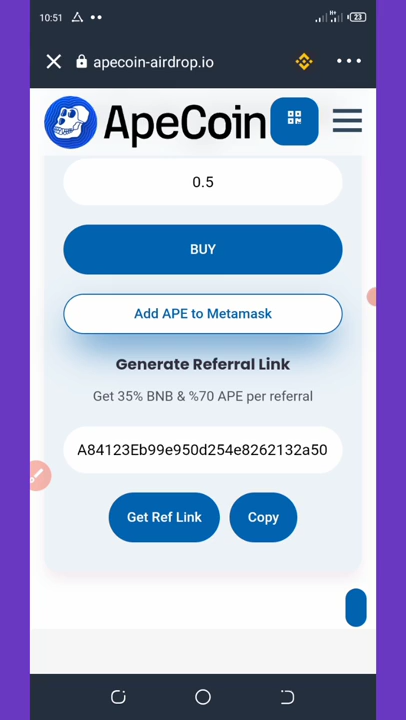 10:51
23
apecoin-airdrop.io
ApeCoin
0.5
BUY
Add APE to Metamask
Generate Referral Link
Get 35% BNB & %70 APE per referral
A84123Eb99e950d254e8262132a50
Get Ref Link
Copy